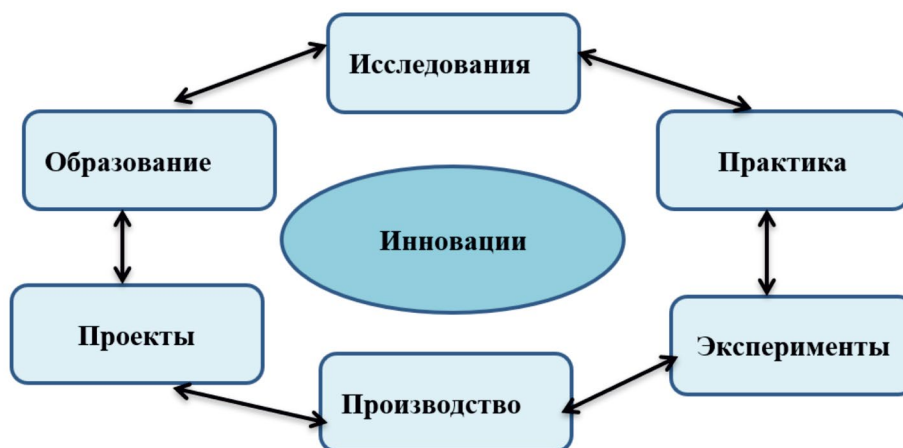 Исследования
Образование
Практика
Инновации
Проекты
Эксперименты
Производство